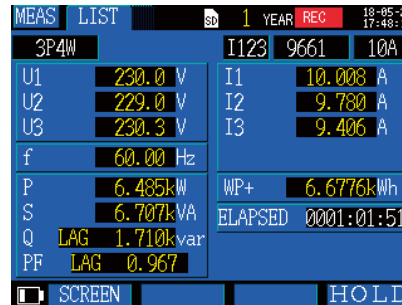 MEAS LIST SD 1 YEAR REC 18-05-
17:48:
3P4W I123 9661 10A
U1 230.0 V I1 10.008 A
U2 229.0 V I2 9.780 A
U3 230.3 V I3 9.406 A
f 60.00 Hz
P 6.485kW WP+ 6.6776kWh
S 6.707kVA ELAPSED 0001:01:51
Q LAG 1.710kvar
PF LAG 0.967
SCREEN HOLD